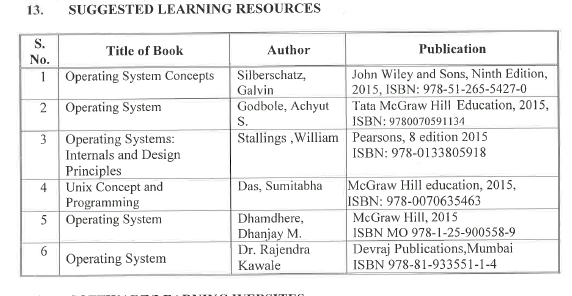 13. SUGGESTED LEARNING RESOURCES
S. No. Title of Book Author Publication
1 Operating System Concepts Silberschatz, Galvin John Wiley and Sons, Ninth Edition, 2015, ISBN: 978-51-265-5427-0
2 Operating System Godbole, Achyut S. Tata McGraw Hill Education, 2015, ISBN: 9780070591134
3 Operating Systems: Internals and Design Principles Stallings ,William Pearsons, 8 edition 2015 ISBN: 978-0133805918
4 Unix Concept and Programming Das, Sumitabha McGraw Hill education, 2015, ISBN: 978-0070635463
5 Operating System Dhamdhere, Dhanjay M. McGraw Hill, 2015 ISBN MO 978-1-25-900558-9
6 Operating System Dr. Rajendra Kawale Devraj Publications,Mumbai ISBN 978-81-933551-1-4